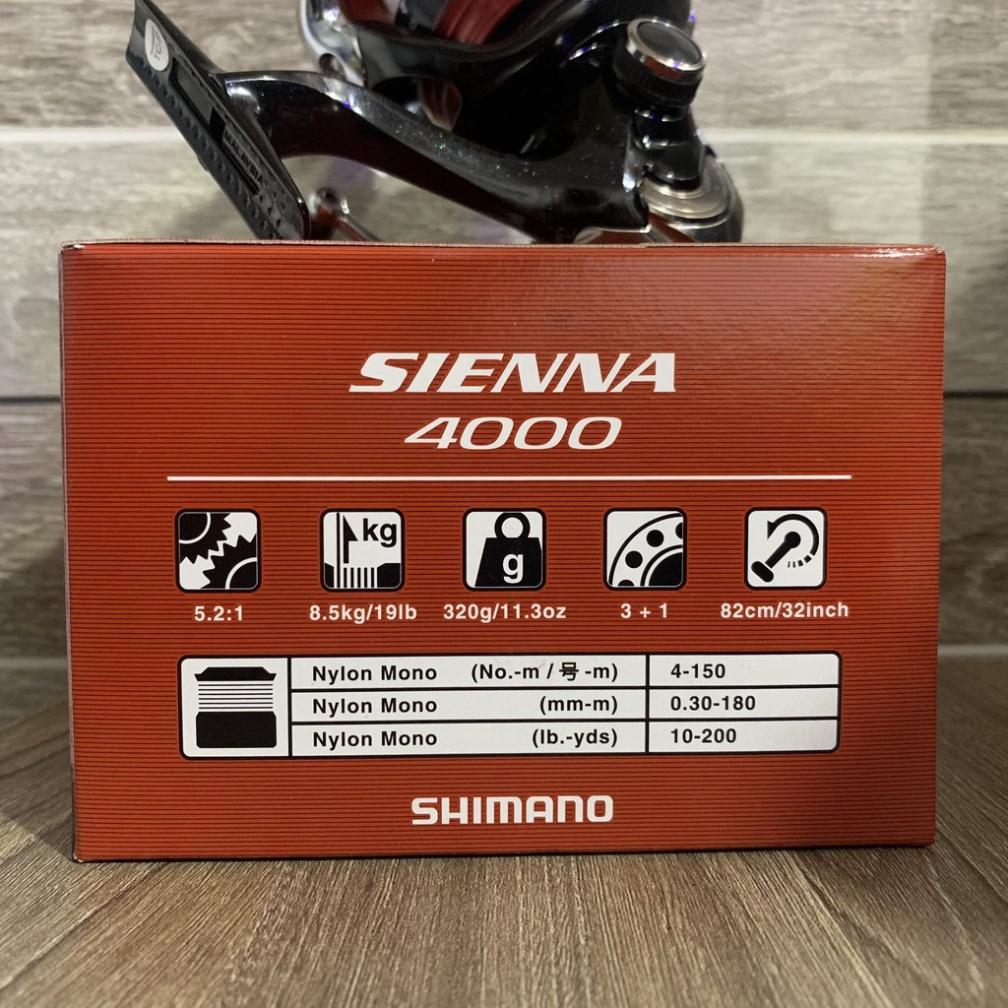 MALAYSIA
SIENNA
4000
kg
g
5.2:1
8.5kg/19lb
320g/11.3oz
3 + 1
82cm/32inch
Nylon Mono (No.-m / 号 -m) 4-150
Nylon Mono (mm-m) 0.30-180
Nylon Mono (lb.-yds) 10-200
SHIMANO